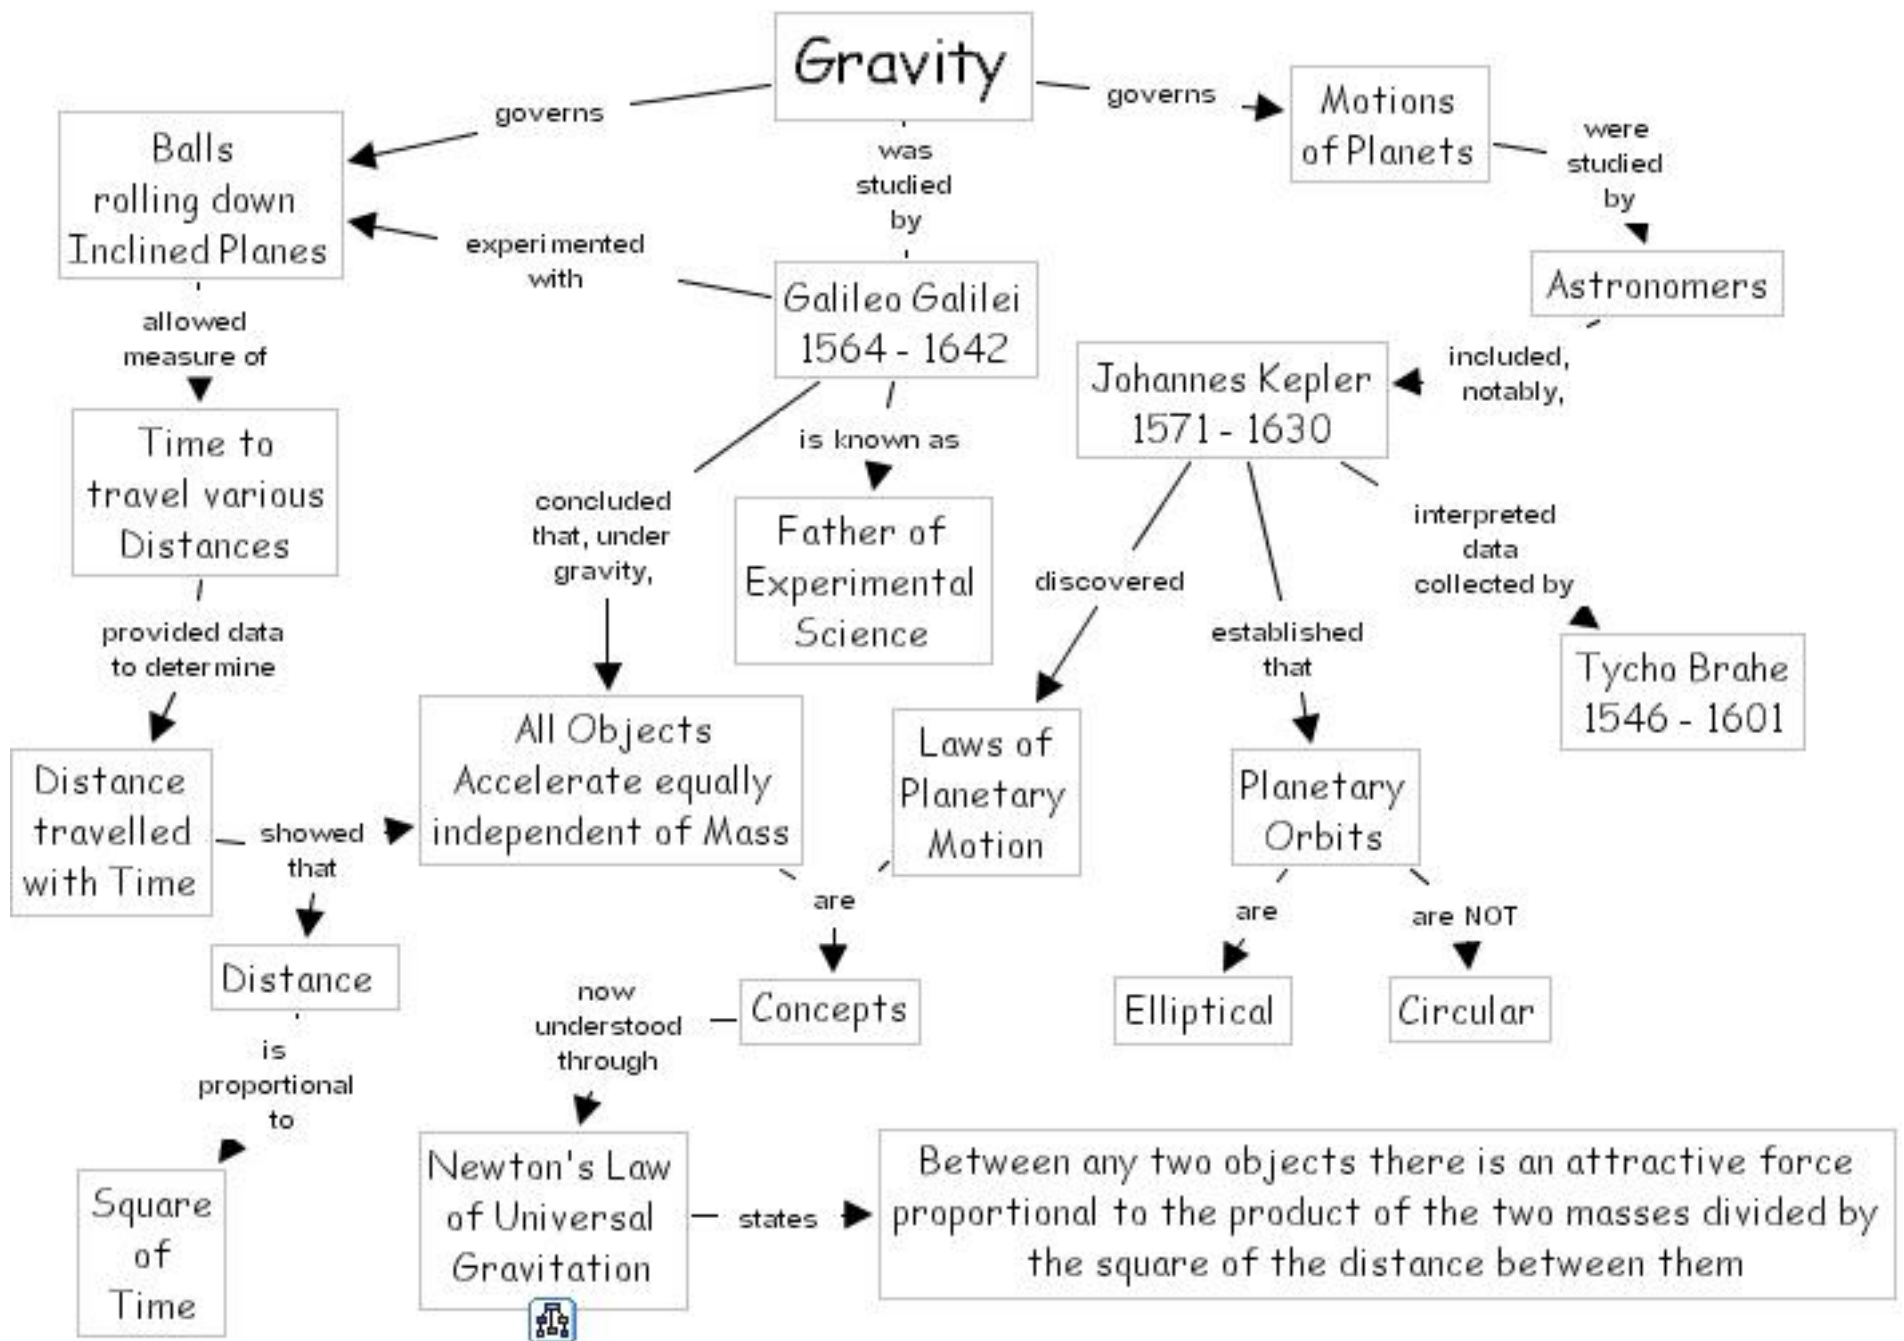 Gravity
governs
governs
Motions
of Planets
were
studied
by
Balls
rolling down
Inclined Planes
was
studied
by
experimented
with
Galileo Galilei
1564 - 1642
Astronomers
allowed
measure of
included,
notably,
Johannes Kepler
1571 - 1630
Time to
travel various
Distances
is known as
concluded
that, under
gravity,
Father of
Experimental
Science
discovered
established
that
interpreted
data
collected by
Tycho Brahe
1546 - 1601
provided data
to determine
Distance
travelled
with Time
showed
that
All Objects
Accelerate equally
independent of Mass
Laws of
Planetary
Motion
Planetary
Orbits
are
are
are NOT
Distance
Concepts
Elliptical
Circular
is
proportional
to
now
understood
through
Square
of
Time
Newton's Law
of Universal
Gravitation
states
Between any two objects there is an attractive force
proportional to the product of the two masses divided by
the square of the distance between them